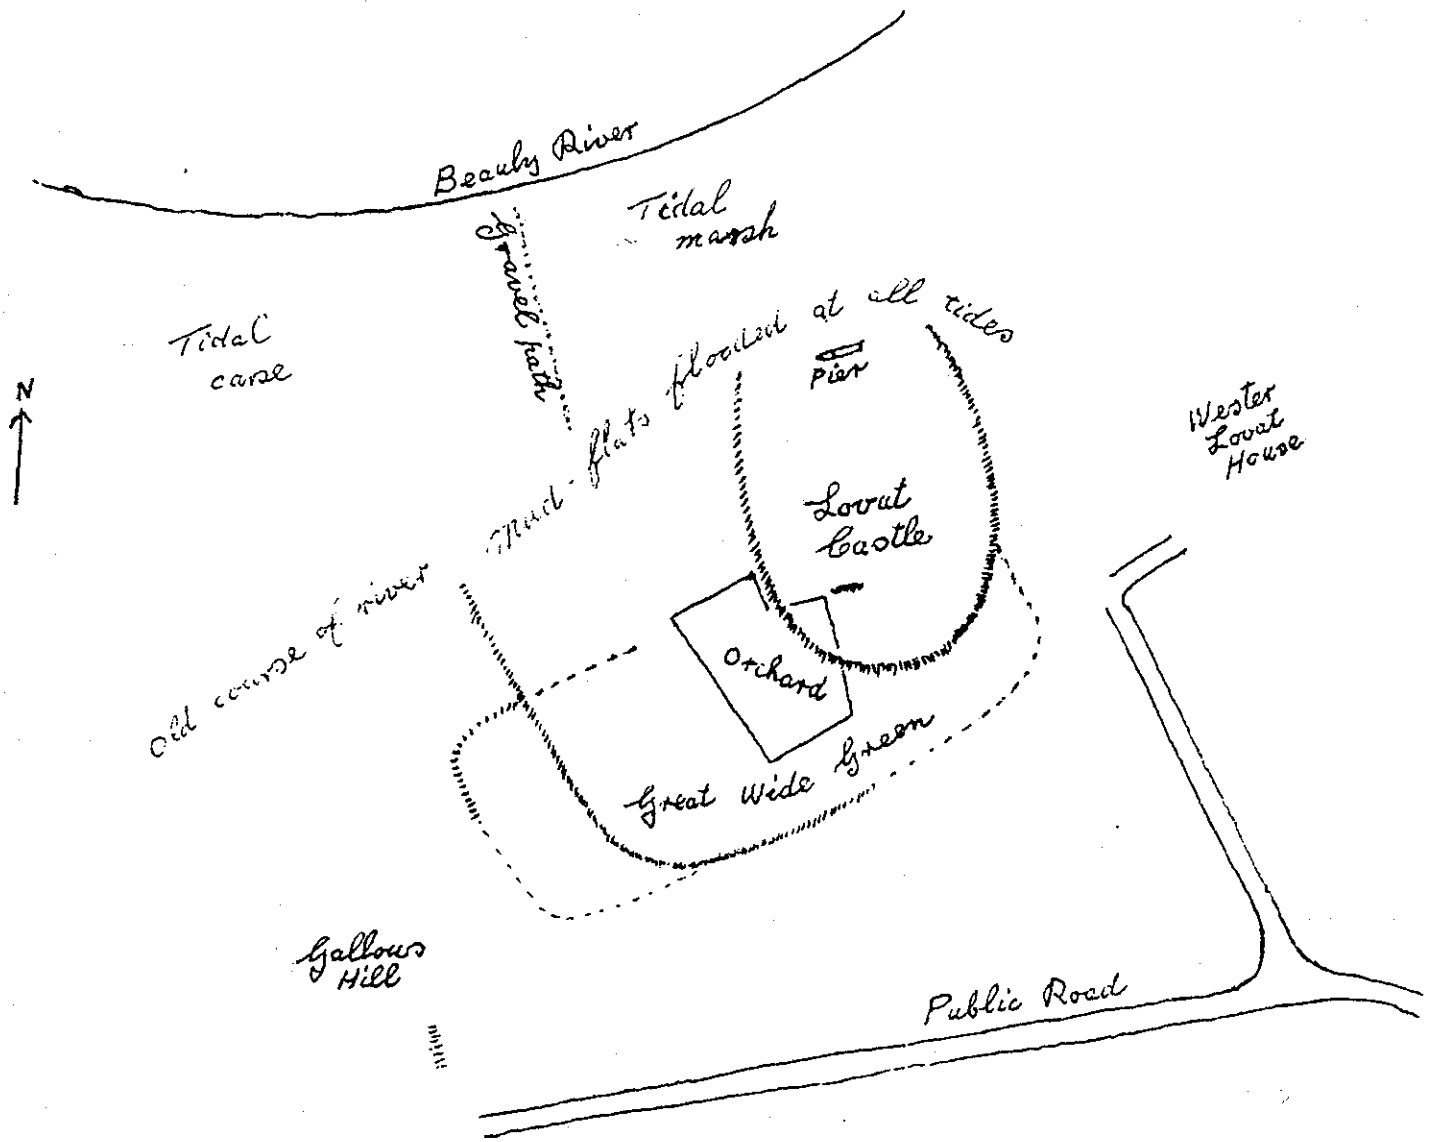 Beauly River
Tidal
marsh
gravel path
Tidal
carse
N
Old course of river
Mud-flats flooded at all tides
Pier
Wester
Lovat
House
Lovat
Castle
Orchard
Great Wide Green
Gallows
Hill
Public Road